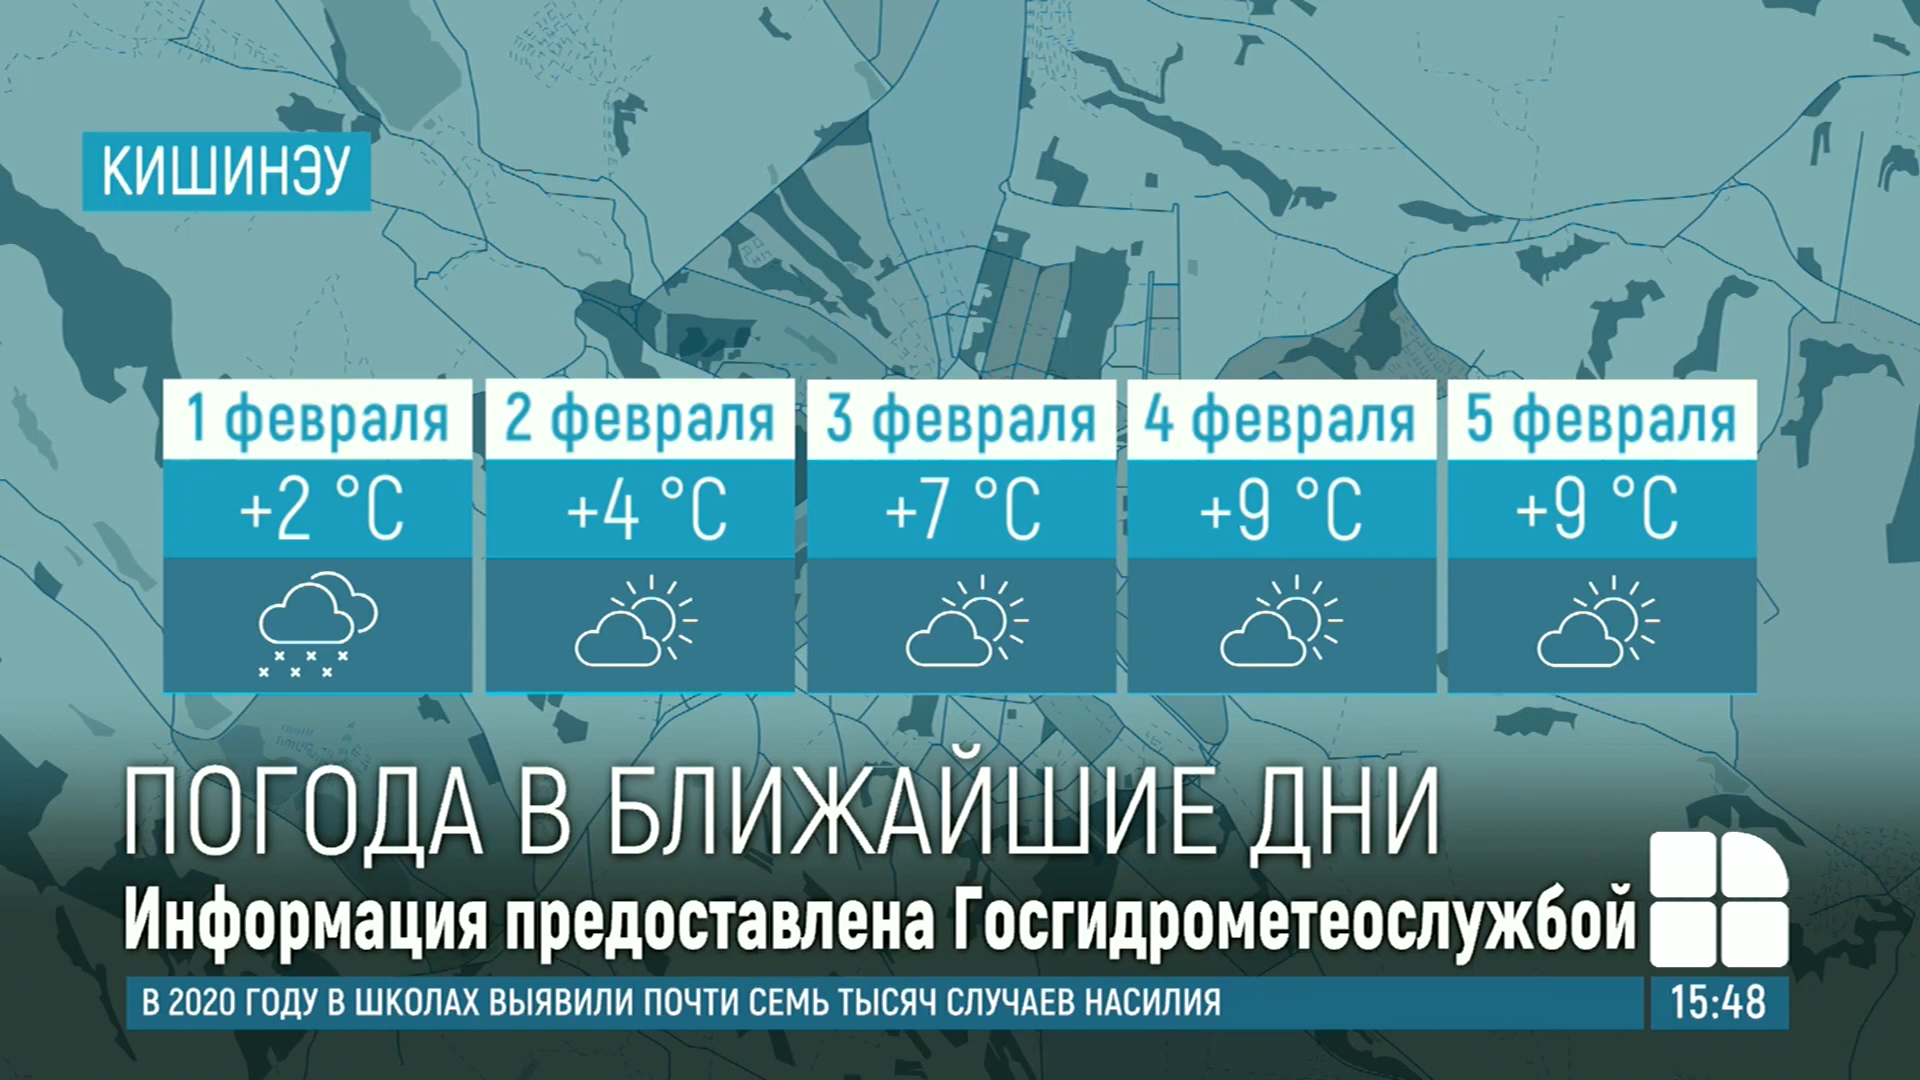 КИШИНЭУ
1 февраля
+2 °C
2 февраля
+4 °C
3 февраля
+7 °C
4 февраля
+9 °C
5 февраля
+9 °C
ПОГОДА В БЛИЖАЙШИЕ ДНИ
Информация предоставлена Госгидрометеослужбой
В 2020 ГОДУ В ШКОЛАХ ВЫЯВИЛИ ПОЧТИ СЕМЬ ТЫСЯЧ СЛУЧАЕВ НАСИЛИЯ
15:48